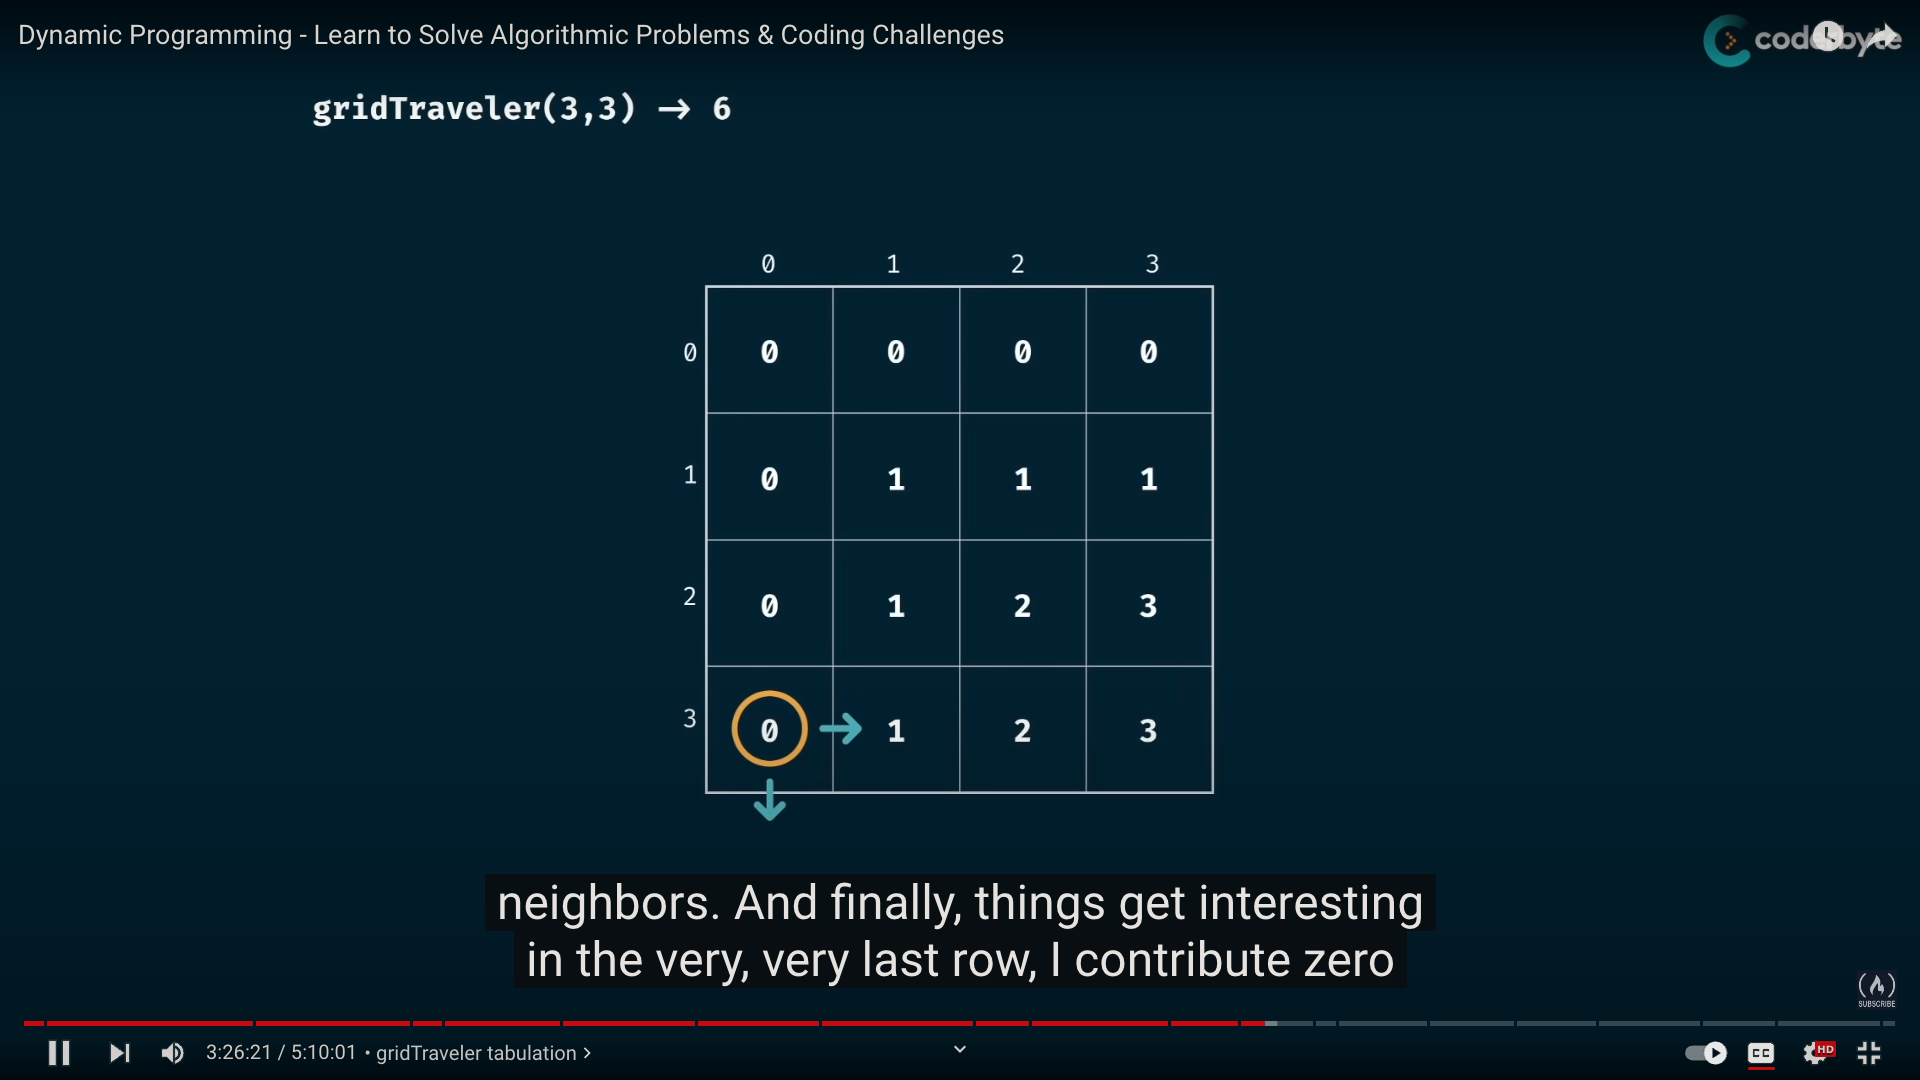 Dynamic Programming - Learn to Solve Algorithmic Problems & Coding Challenges
coderbyte
gridTraveler(3,3) → 6
0 1 2 3
0 0 0 0 0
1 0 1 1 1
2 0 1 2 3
3 0 → 1 2 3
neighbors. And finally, things get interesting
in the very, very last row, I contribute zero
SUBSCRIBE
3:26:21 / 5:10:01 • gridTraveler tabulation >
CC
HD